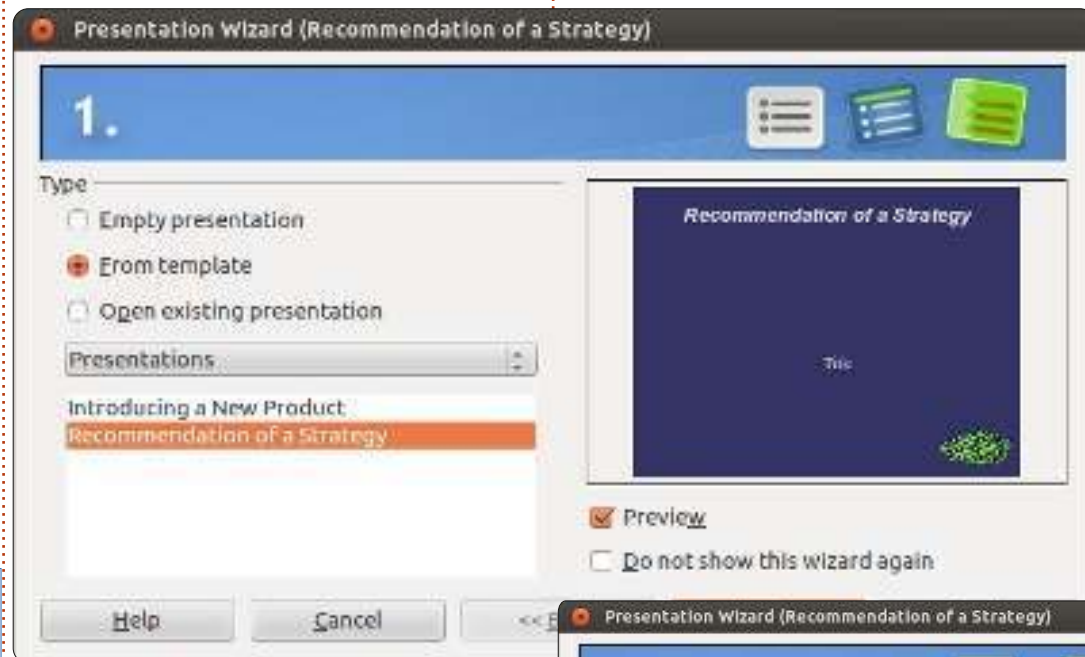 Presentation Wizard (Recommendation of a Strategy)
1.
Type
Empty presentation
From template
Open existing presentation
Presentations
Introducing a New Product
Recommendation of a Strategy
Recommendation of a Strategy
Title
Preview
Do not show this wizard again
Help
Cancel
<<
Presentation Wizard (Recommendation of a Strategy)